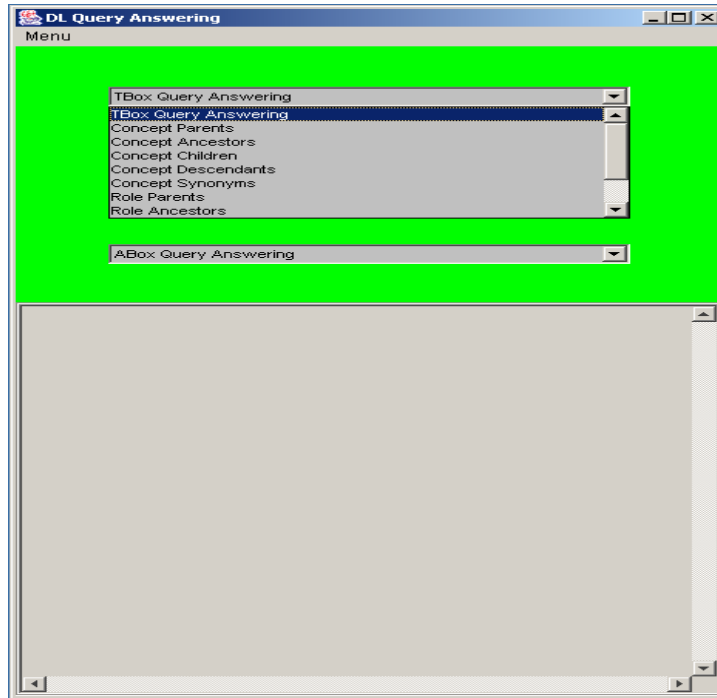 DL Query Answering
Menu
TBox Query Answering
TBox Query Answering
Concept Parents
Concept Ancestors
Concept Children
Concept Descendants
Concept Synonyms
Role Parents
Role Ancestors
ABox Query Answering